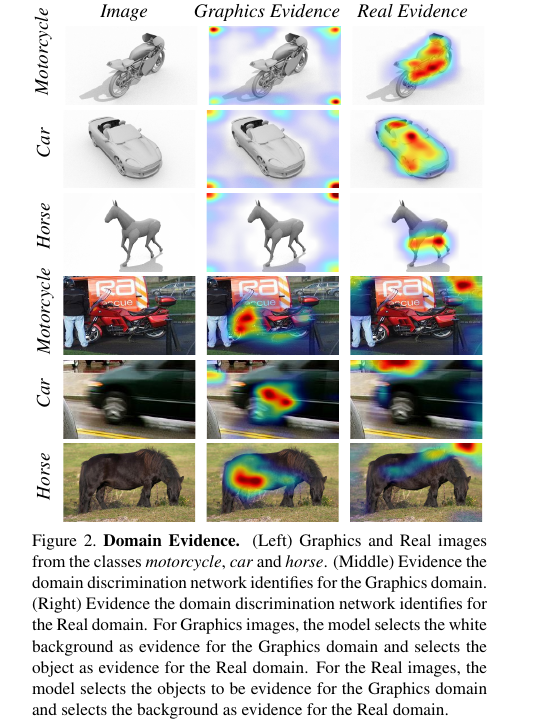 Image Graphics Evidence Real Evidence
Motorcycle
Car
Horse
Motorcycle
Ra
cue
Ra
scue
Ra
Car
Horse
Figure 2. Domain Evidence. (Left) Graphics and Real images
from the classes motorcycle, car and horse. (Middle) Evidence the
domain discrimination network identifies for the Graphics domain.
(Right) Evidence the domain discrimination network identifies for
the Real domain. For Graphics images, the model selects the white
background as evidence for the Graphics domain and selects the
object as evidence for the Real domain. For the Real images, the
model selects the objects to be evidence for the Graphics domain
and selects the background as evidence for the Real domain.